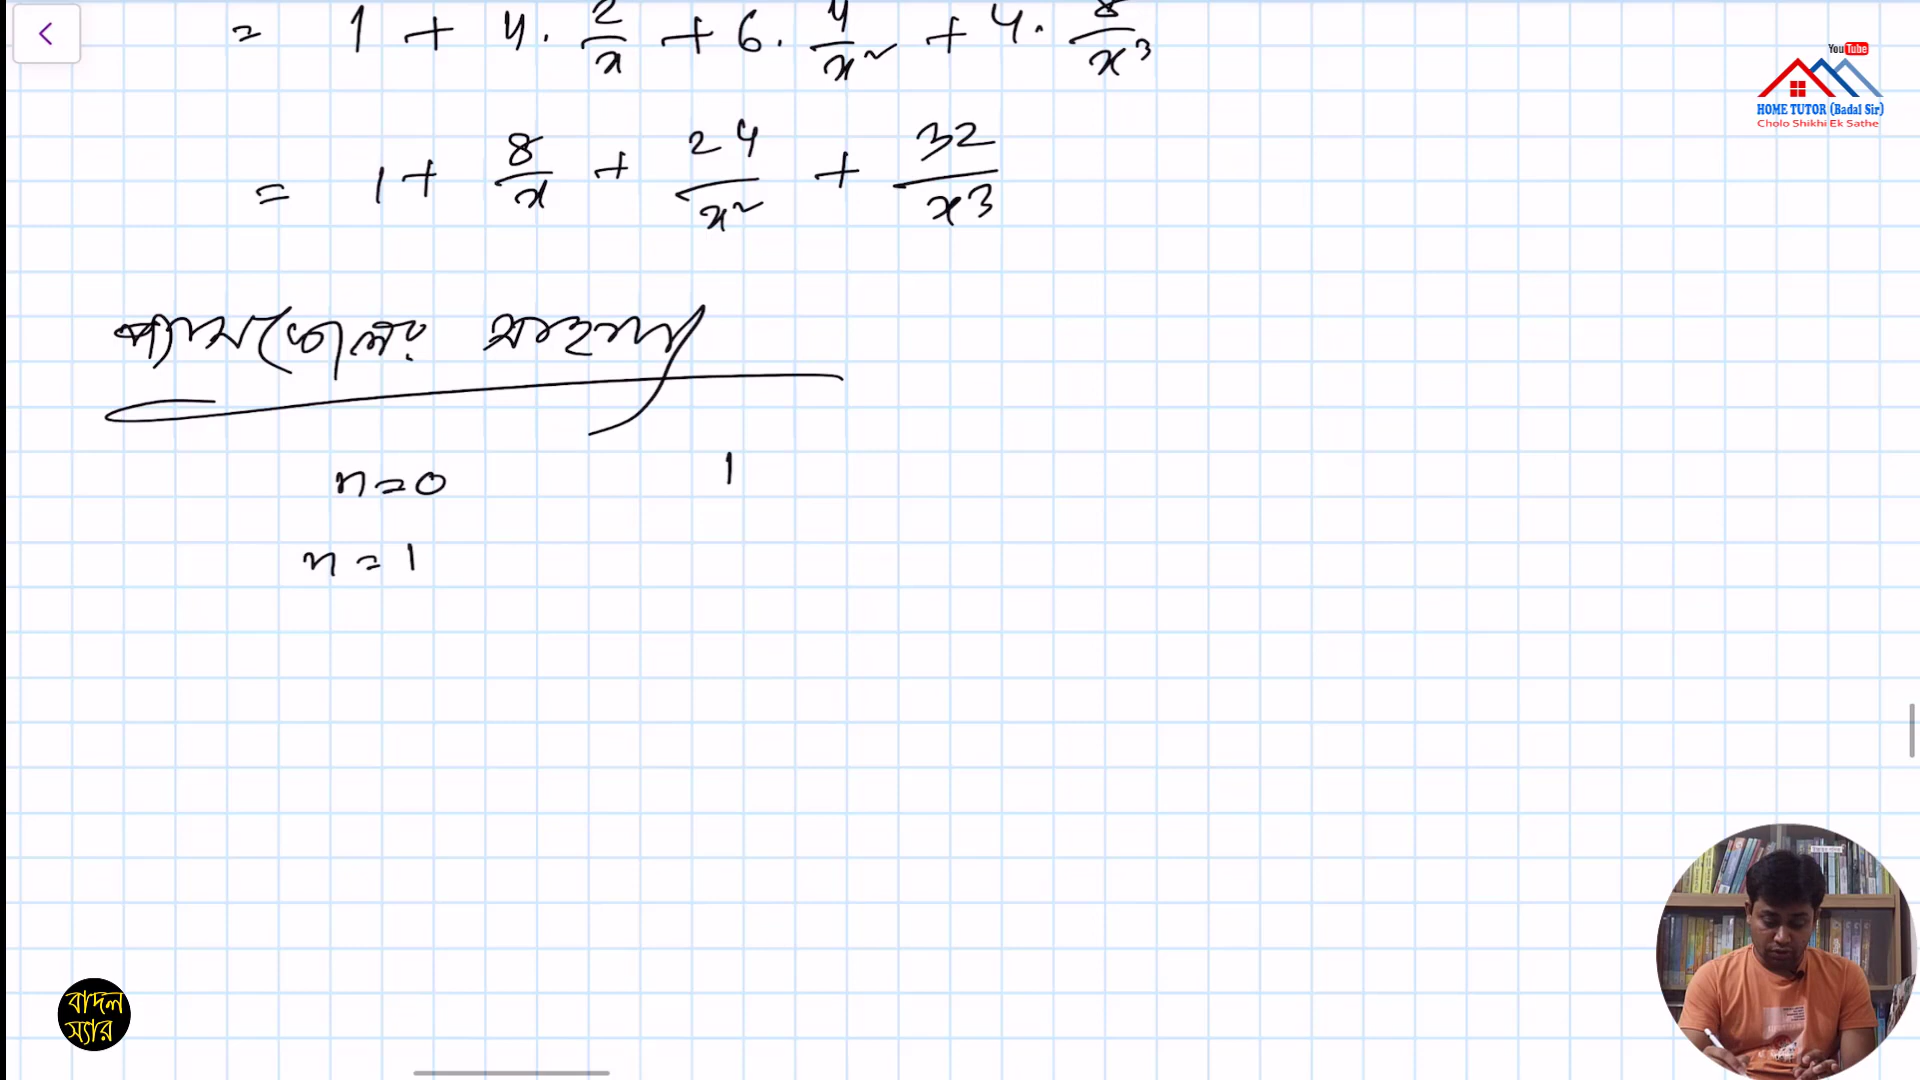 = 1 + 4. 2/x + 6. 4/x² + 4. 8/x³
YouTube
HOME TUTOR (Badal Sir)
Cholo Shikhi Ek Sathe
= 1 + 8/x + 24/x² + 32/x³
প্যাসকেলের সাহায্যে
n=0 1
n = 1
বাদল
স্যার